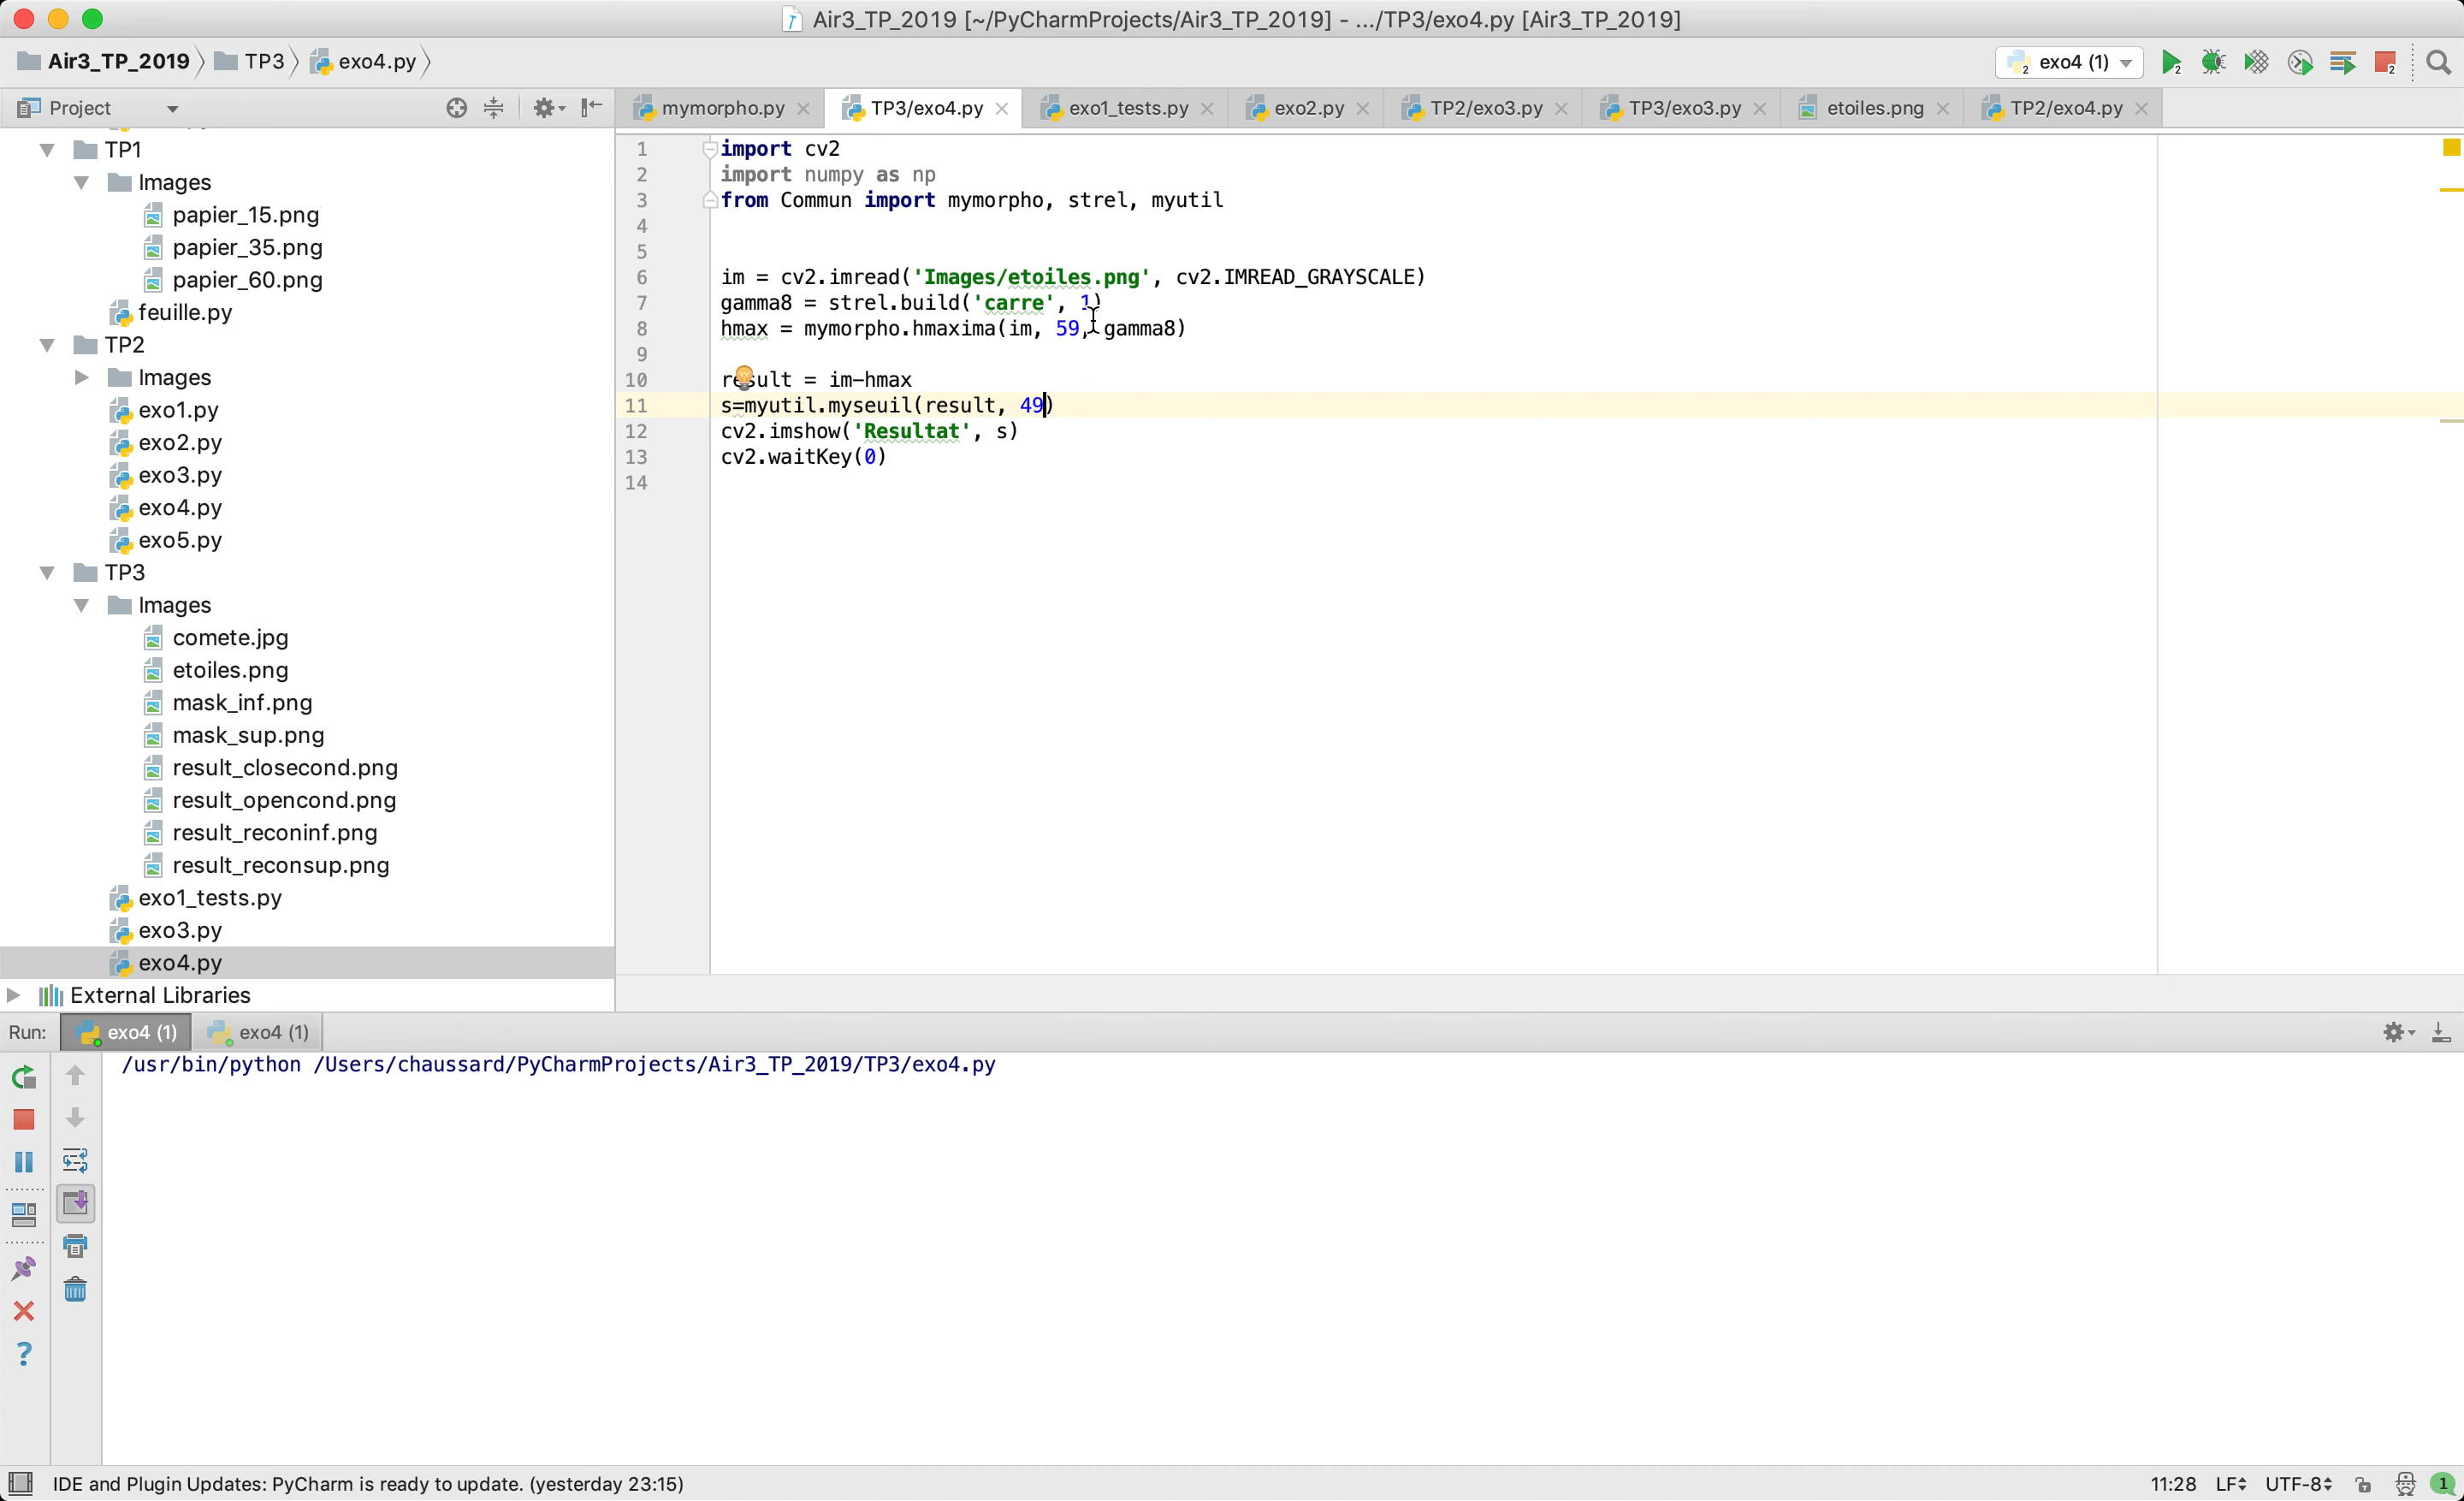 Air3_TP_2019 [~/PyCharmProjects/Air3_TP_2019] - .../TP3/exo4.py [Air3_TP_2019]
Air3_TP_2019 TP3 exo4.py
exo4 (1)
Project
mymorpho.py TP3/exo4.py exo1_tests.py exo2.py TP2/exo3.py TP3/exo3.py etoiles.png TP2/exo4.py
TP1
Images
papier_15.png
papier_35.png
papier_60.png
feuille.py
TP2
Images
exo1.py
exo2.py
exo3.py
exo4.py
exo5.py
TP3
Images
comete.jpg
etoiles.png
mask_inf.png
mask_sup.png
result_closecond.png
result_opencond.png
result_reconinf.png
result_reconsup.png
exo1_tests.py
exo3.py
exo4.py
External Libraries
1 import cv2
2 import numpy as np
3 from Commun import mymorpho, strel, myutil
4
5
6 im = cv2.imread('Images/etoiles.png', cv2.IMREAD_GRAYSCALE)
7 gamma8 = strel.build('carre', 1)
8 hmax = mymorpho.hmaxima(im, 59, gamma8)
9
10 result = im-hmax
11 s=myutil.myseuil(result, 49)
12 cv2.imshow('Resultat', s)
13 cv2.waitKey(0)
14
Run: exo4 (1) exo4 (1)
/usr/bin/python /Users/chaussard/PyCharmProjects/Air3_TP_2019/TP3/exo4.py
IDE and Plugin Updates: PyCharm is ready to update. (yesterday 23:15) 11:28 LF UTF-8 1